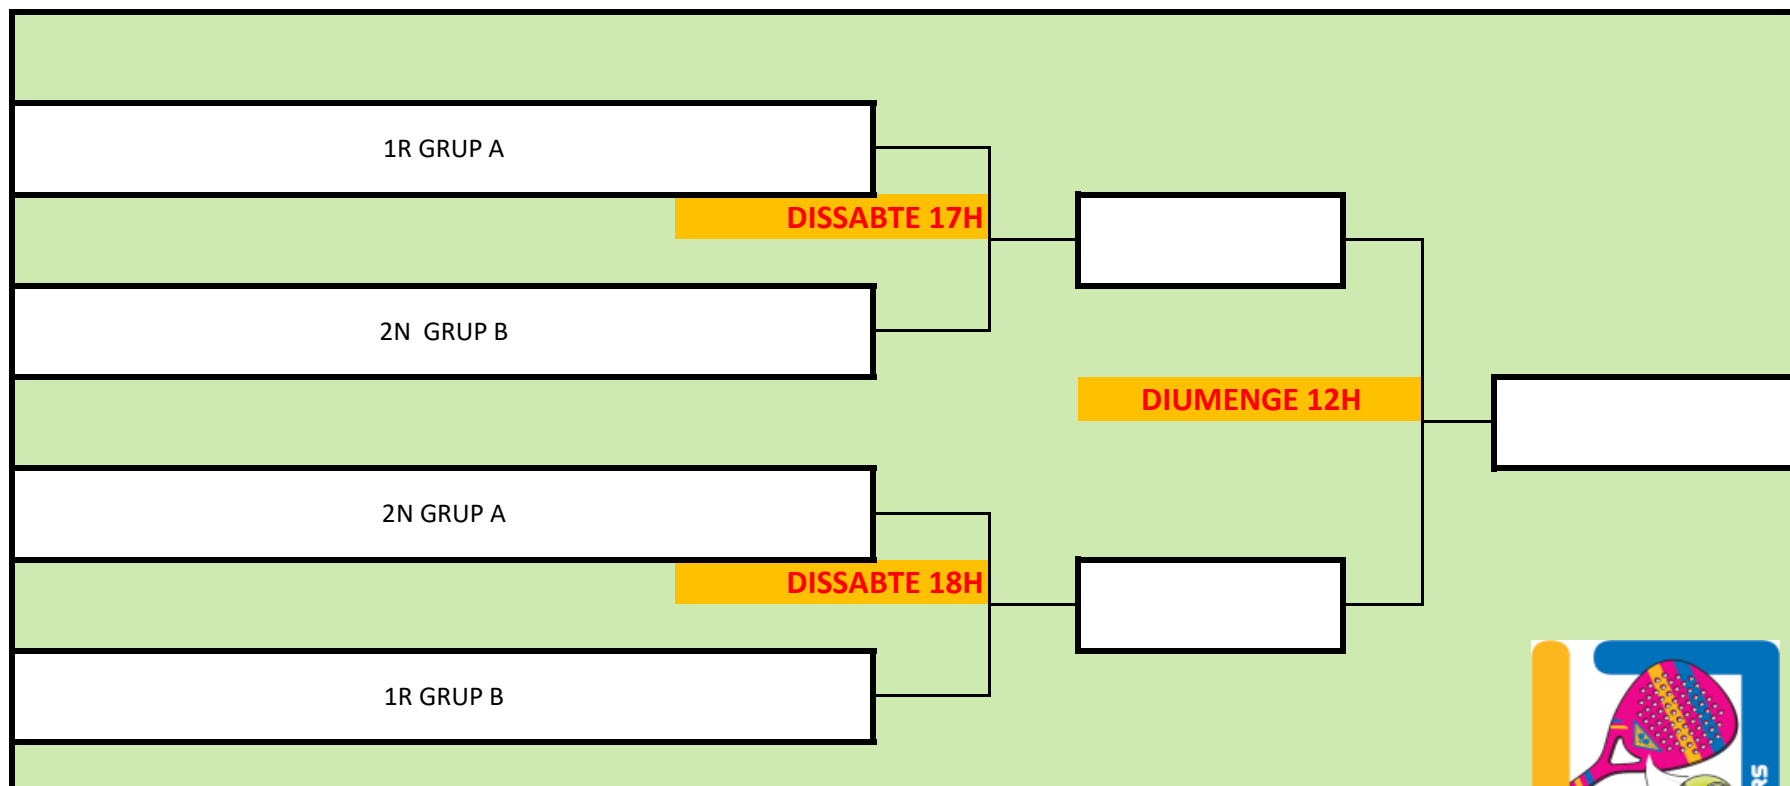 1R GRUP A
DISSABTE 17H
2N  GRUP B
DIUMENGE 12H
2N GRUP A
DISSABTE 18H
1R GRUP B